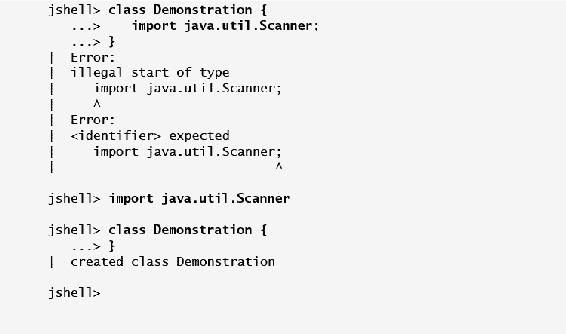 jshell> class Demonstration {
   ...>     import java.util.Scanner;
   ...> }
|  Error:
|  illegal start of type
|     import java.util.Scanner;
|     ^
|  Error:
|  <identifier> expected
|     import java.util.Scanner;
|                             ^
jshell> import java.util.Scanner
jshell> class Demonstration {
   ...> }
|  created class Demonstration
jshell>